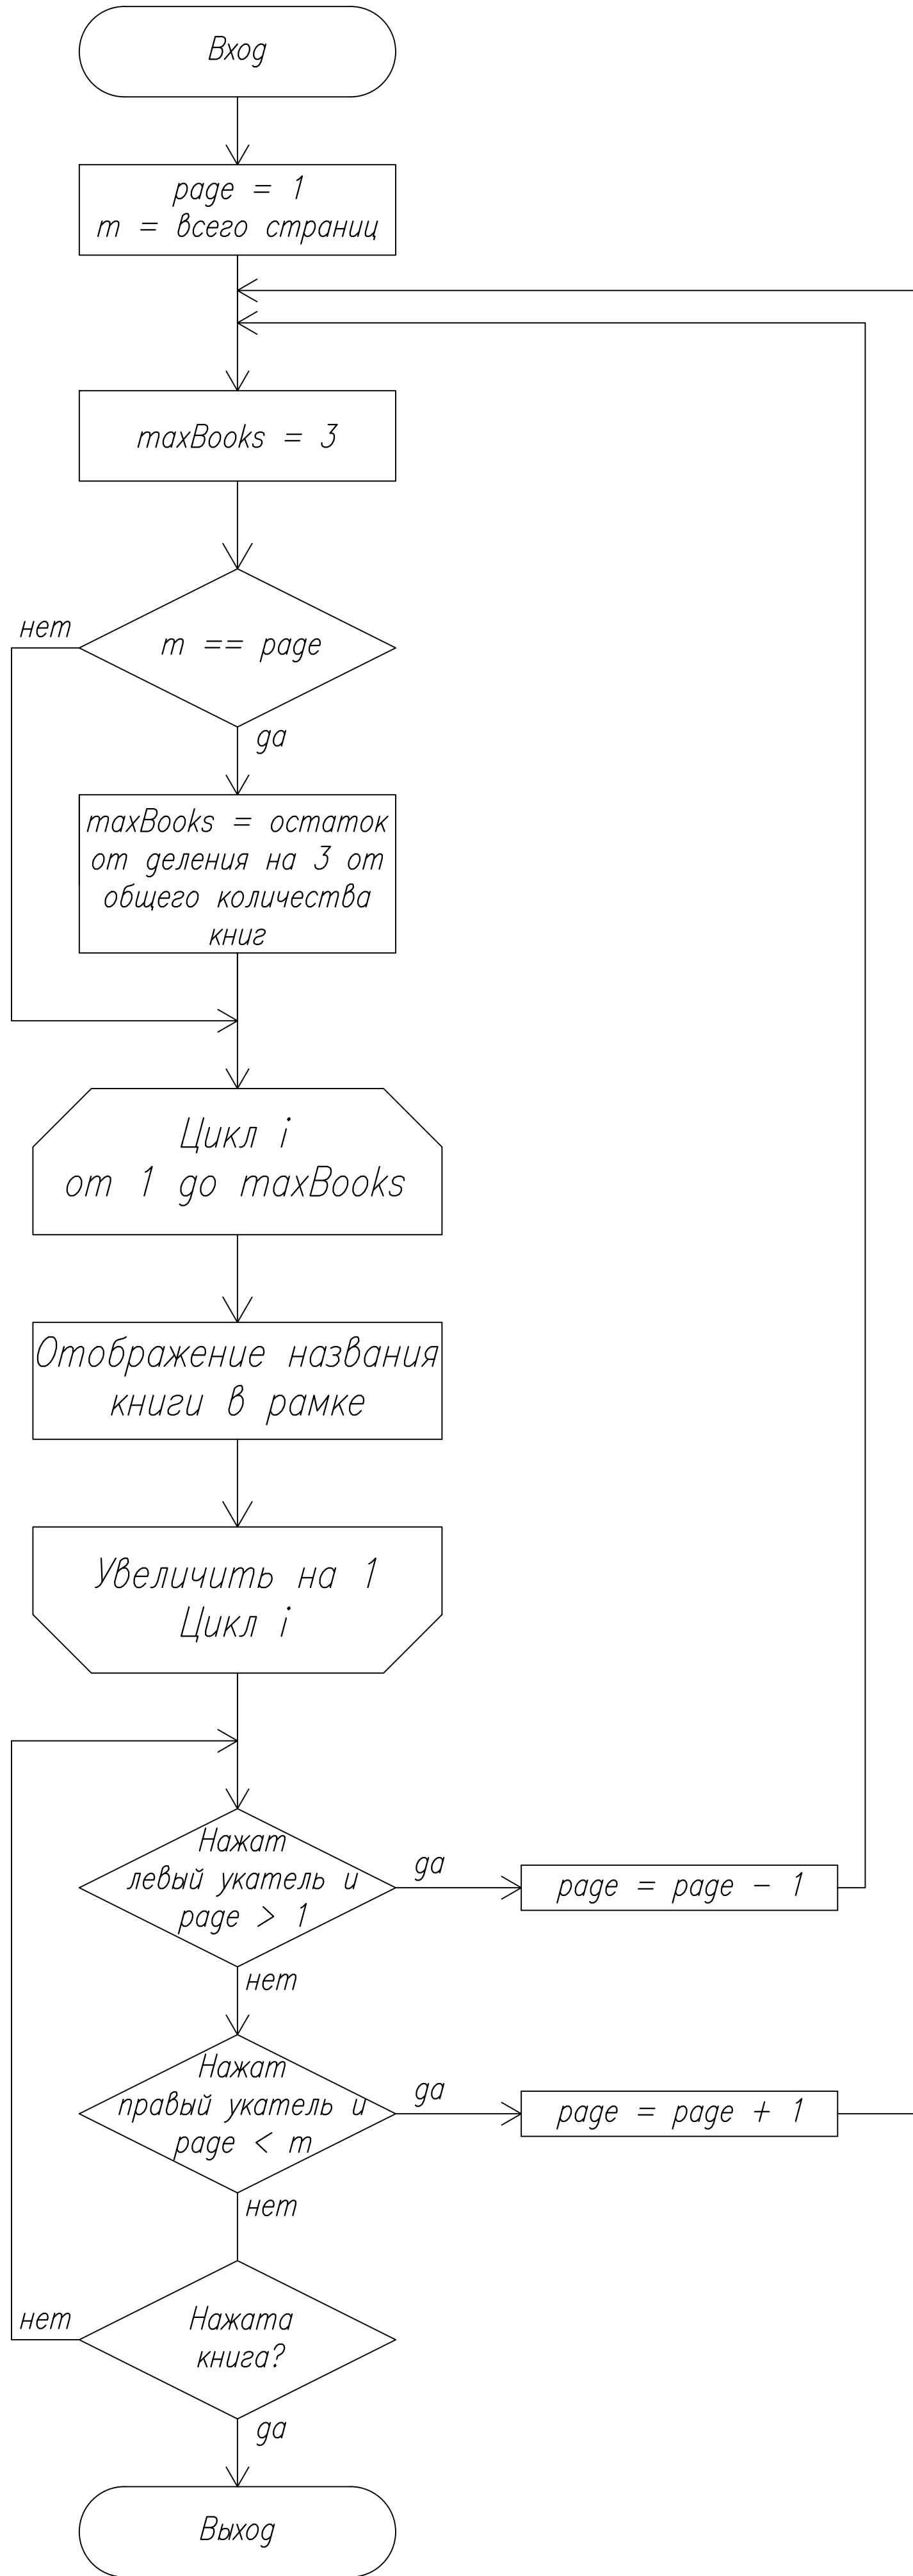 Вход
page = 1
m = всего страниц
maxBooks = 3
нет
m == page
да
maxBooks = остаток
от деления на 3 от
общего количества
книг
Цикл i
от 1 до maxBooks
Отображение названия
книги в рамке
Увеличить на 1
Цикл i
Нажат
левый укатель и
page > 1
да
page = page - 1
нет
Нажат
правый укатель и
page < m
да
page = page + 1
нет
нет
Нажата
книга?
да
Выход